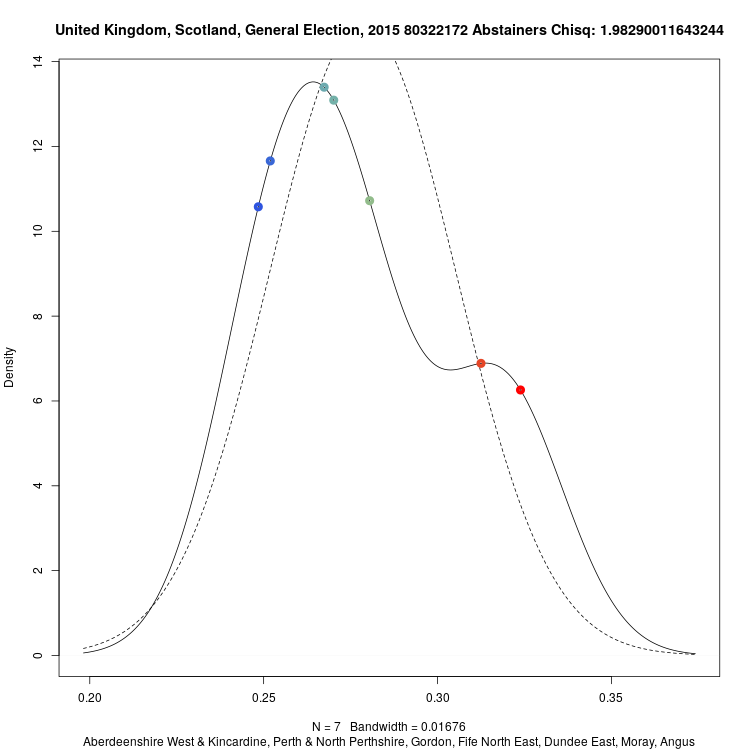 United Kingdom, Scotland, General Election, 2015 80322172 Abstainers Chisq: 1.98290011643244
14
12
10
8
6
4
2
0
Density
0.20 0.25 0.30 0.35
N = 7 Bandwidth = 0.01676
Aberdeenshire West & Kincardine, Perth & North Perthshire, Gordon, Fife North East, Dundee East, Moray, Angus